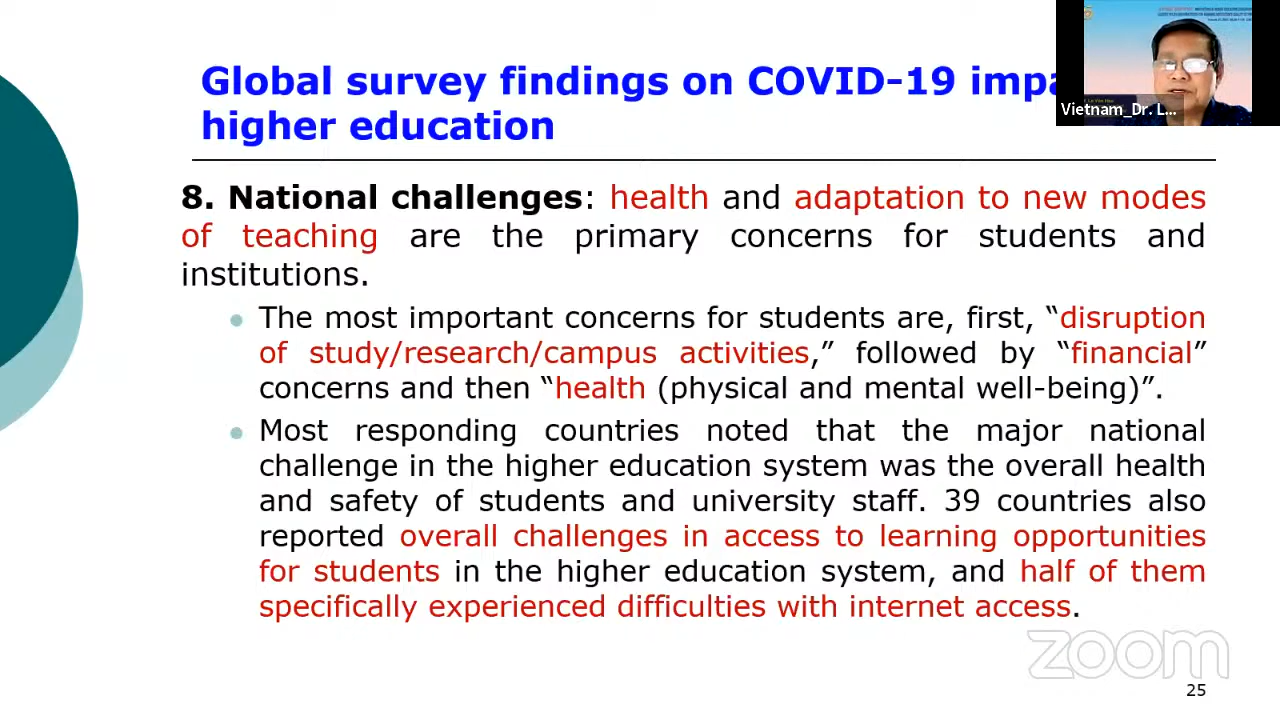 Global survey findings on COVID-19 impa
higher education
Vietnam_Dr. L...
8. National challenges: health and adaptation to new modes
of teaching are the primary concerns for students and
institutions.
The most important concerns for students are, first, “disruption
of study/research/campus activities,” followed by “financial”
concerns and then “health (physical and mental well-being)”.
Most responding countries noted that the major national
challenge in the higher education system was the overall health
and safety of students and university staff. 39 countries also
reported overall challenges in access to learning opportunities
for students in the higher education system, and half of them
specifically experienced difficulties with internet access.
zoom
25